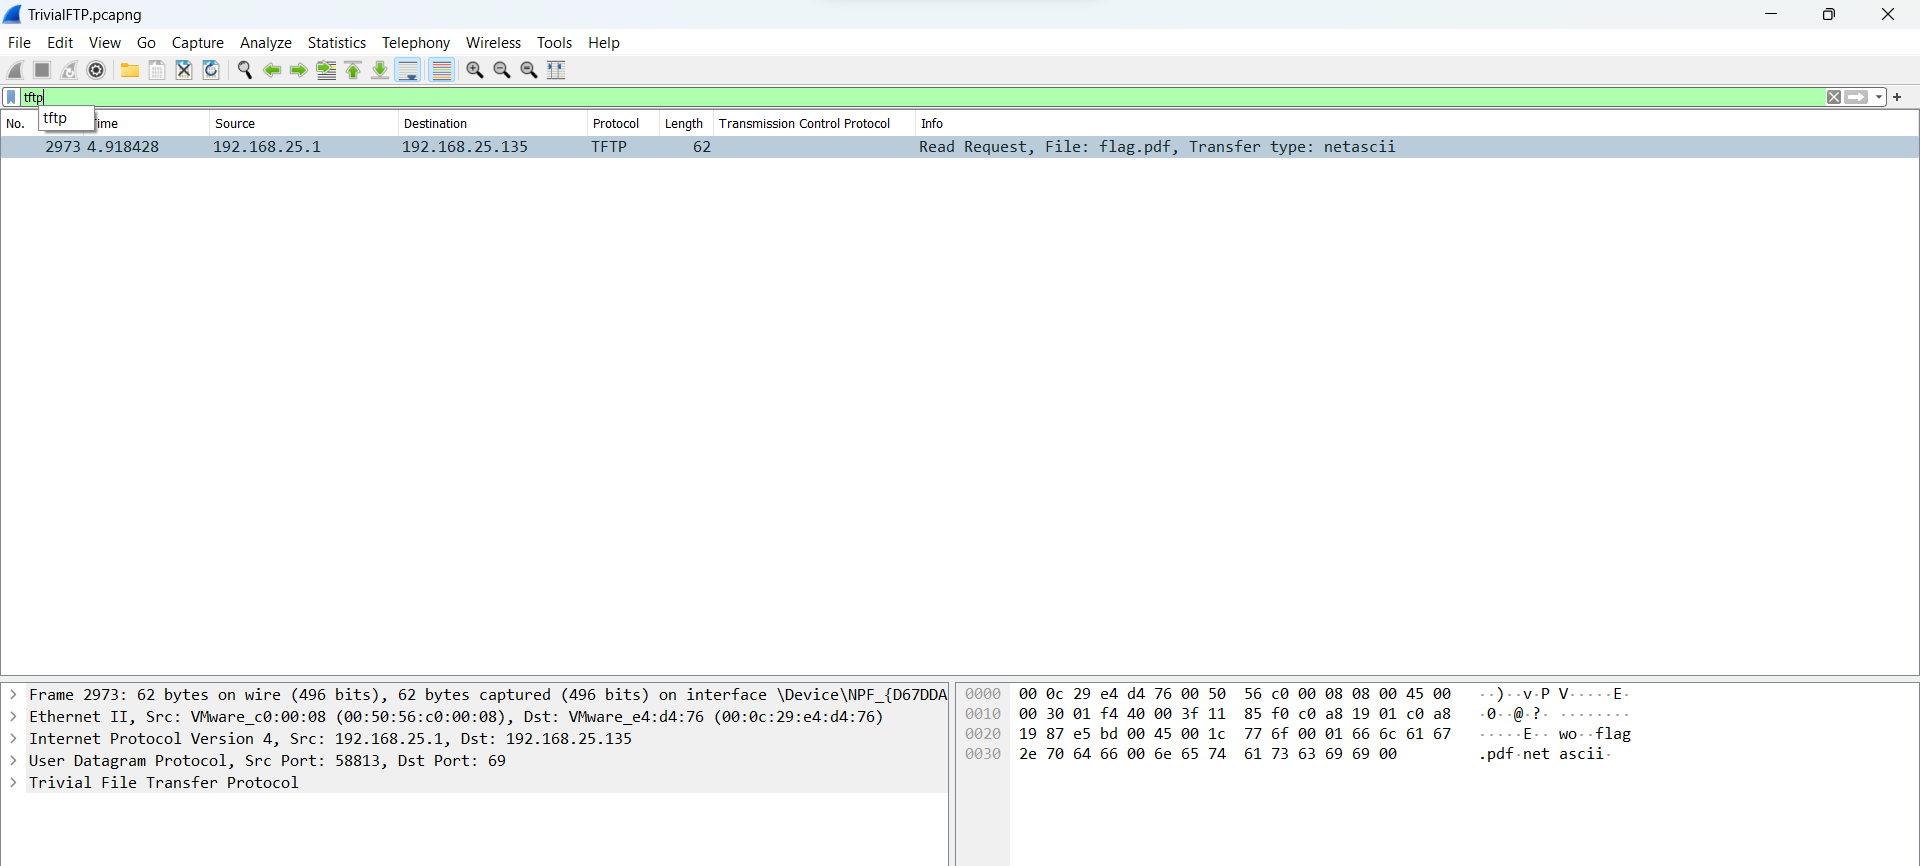 TrivialFTP.pcapng
File Edit View Go Capture Analyze Statistics Telephony Wireless Tools Help
tftp
tftp
No. Time Source Destination Protocol Length Transmission Control Protocol Info
2973 4.918428 192.168.25.1 192.168.25.135 TFTP 62 Read Request, File: flag.pdf, Transfer type: netascii
Frame 2973: 62 bytes on wire (496 bits), 62 bytes captured (496 bits) on interface \Device\NPF_{D67DDA
Ethernet II, Src: VMware_c0:00:08 (00:50:56:c0:00:08), Dst: VMware_e4:d4:76 (00:0c:29:e4:d4:76)
Internet Protocol Version 4, Src: 192.168.25.1, Dst: 192.168.25.135
User Datagram Protocol, Src Port: 58813, Dst Port: 69
Trivial File Transfer Protocol
0000 00 0c 29 e4 d4 76 00 50 56 c0 00 08 08 00 45 00 ··)··v·P V·····E·
0010 00 30 01 f4 40 00 3f 11 85 f0 c0 a8 19 01 c0 a8 ·0··@·?· ········
0020 19 87 e5 bd 00 45 00 1c 77 6f 00 01 66 6c 61 67 ·····E·· wo··flag
0030 2e 70 64 66 00 6e 65 74 61 73 63 69 69 00 .pdf·net ascii·